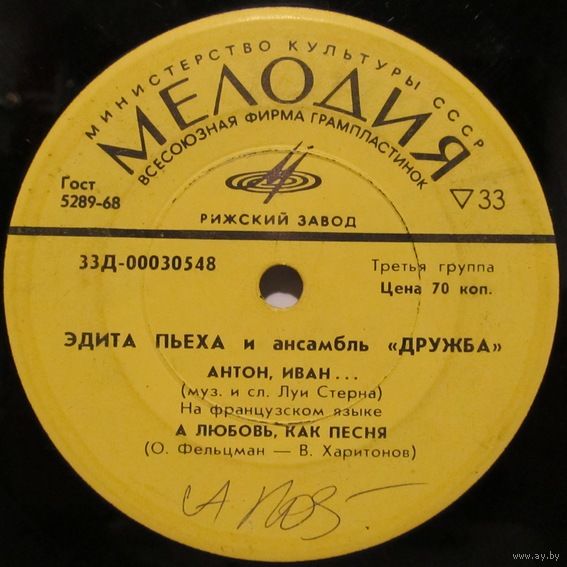 МИНИСТЕРСТВО КУЛЬТУРЫ СССР
МЕЛОДИЯ
ВСЕСОЮЗНАЯ ФИРМА ГРАМПЛАСТИНОК
Гост
5289-68
33
РИЖСКИЙ ЗАВОД
33Д-00030548
Третья группа
Цена 70 коп.
ЭДИТА ПЬЕХА и ансамбль «ДРУЖБА»
АНТОН, ИВАН...
(муз. и сл. Луи Стерна)
На французском языке
А ЛЮБОВЬ, КАК ПЕСНЯ
(О. Фельцман — В. Харитонов)
www.ay.by